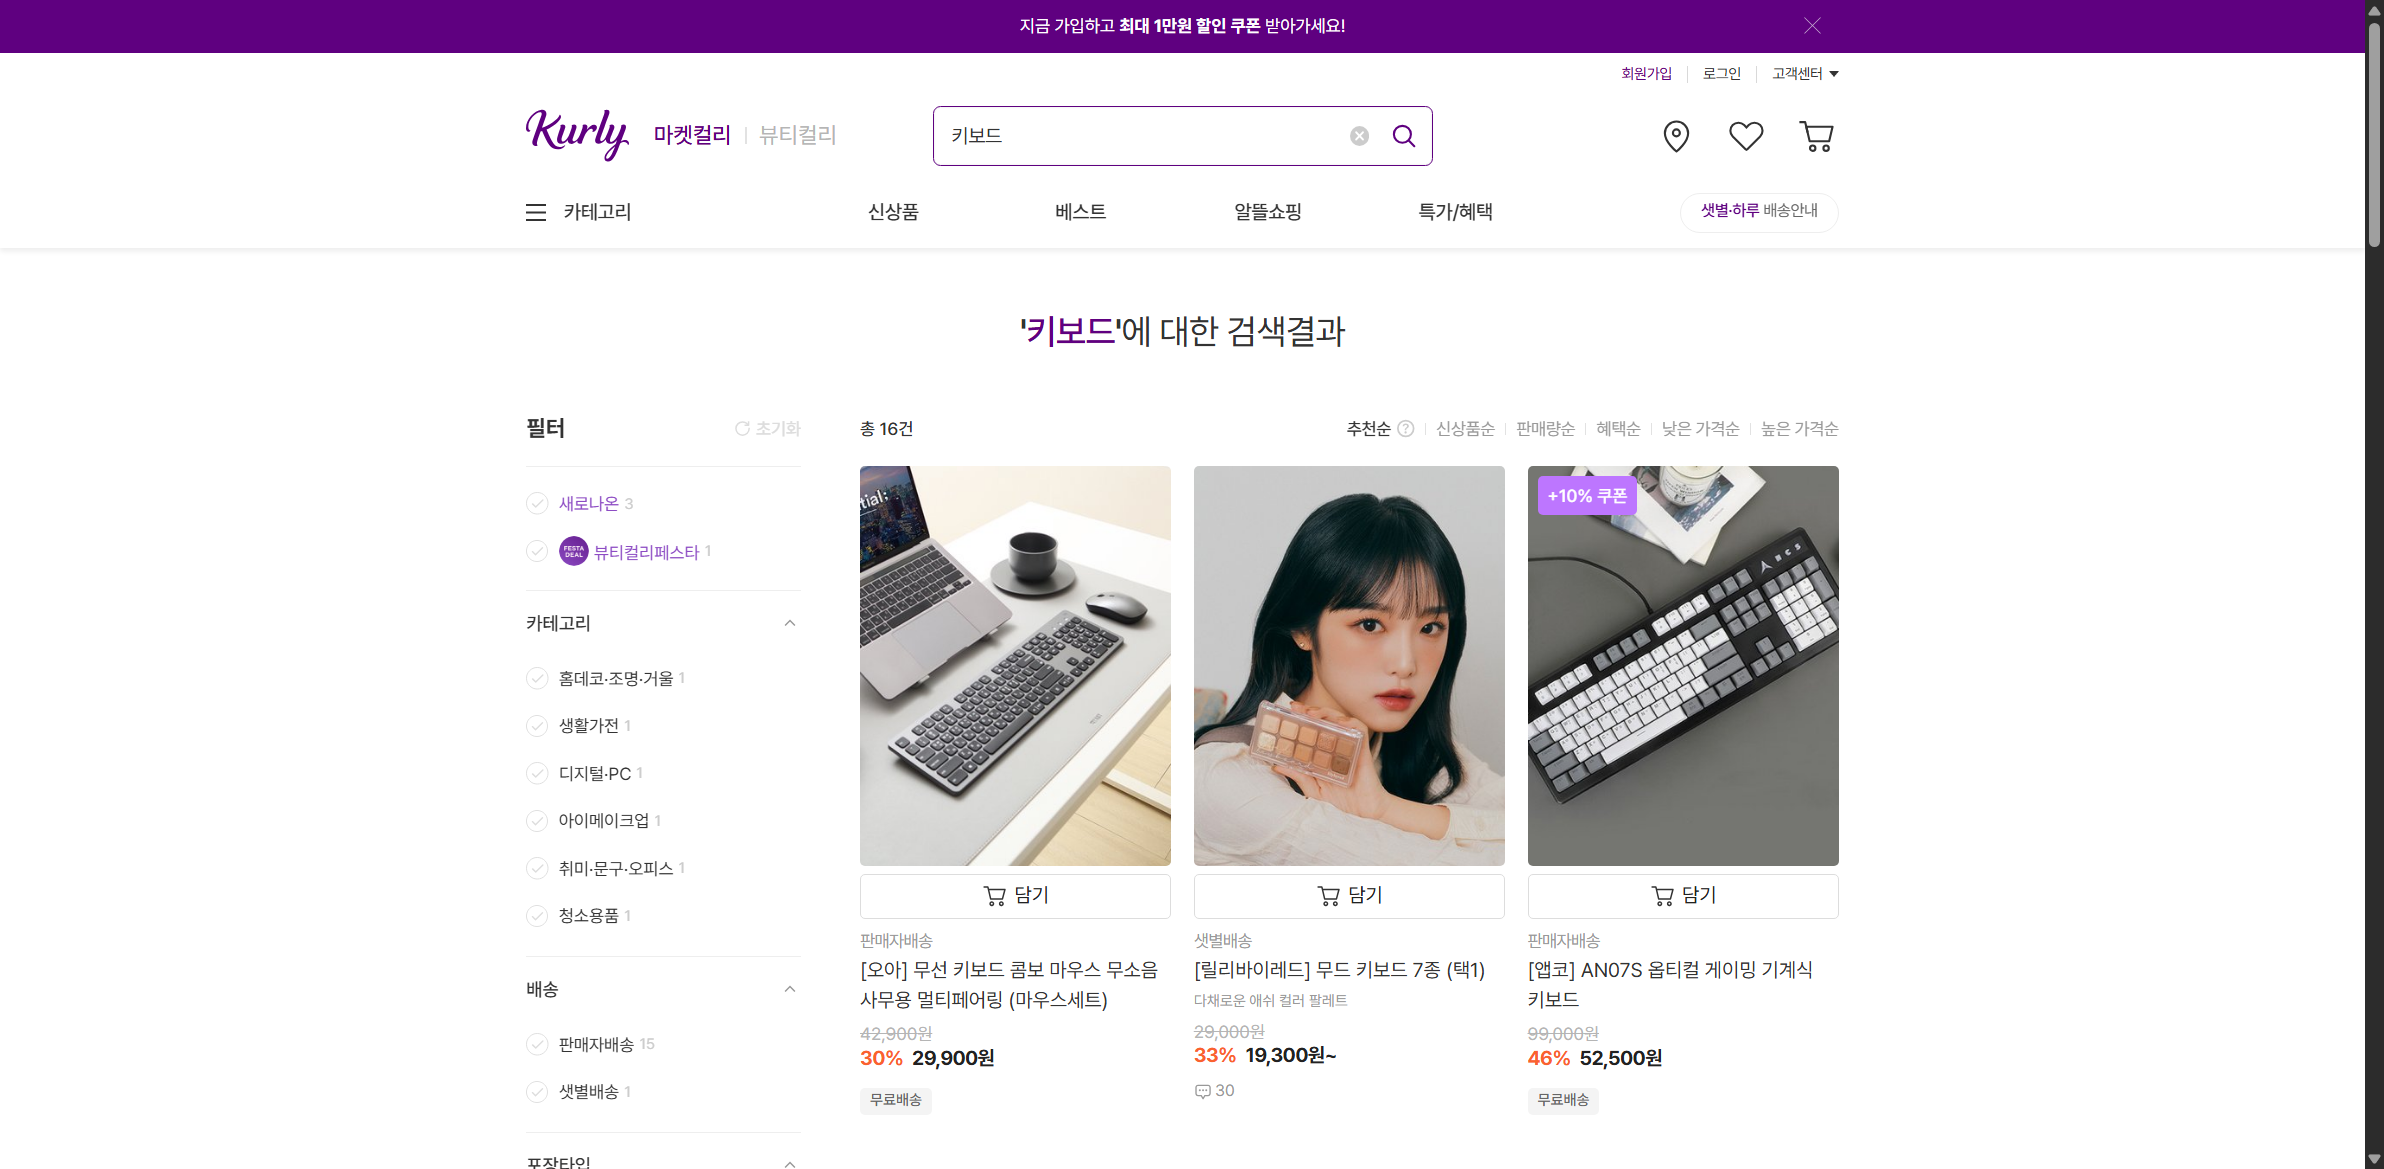 지금 가입하고 최대 1만원 할인 쿠폰 받아가세요!
회원가입
로그인
고객센터
Kurly
마켓컬리
뷰티컬리
키보드
카테고리
신상품
베스트
알뜰쇼핑
특가/혜택
샛별·하루 배송안내
'키보드'에 대한 검색결과
필터
초기화
총 16건
추천순
신상품순
판매량순
혜택순
낮은 가격순
높은 가격순
새로나온 3
FESTA
DEAL
뷰티컬리페스타 1
카테고리
홈데코·조명·거울 1
생활가전 1
디지털·PC 1
아이메이크업 1
취미·문구·오피스 1
청소용품 1
배송
판매자배송 15
샛별배송 1
포장타입
담기
판매자배송
[오아] 무선 키보드 콤보 마우스 무소음
사무용 멀티페어링 (마우스세트)
42,900원
30% 29,900원
무료배송
담기
샛별배송
[릴리바이레드] 무드 키보드 7종 (택1)
다채로운 애쉬 컬러 팔레트
29,000원
33% 19,300원~
30
+10% 쿠폰
담기
판매자배송
[앱코] AN07S 옵티컬 게이밍 기계식
키보드
99,000원
46% 52,500원
무료배송